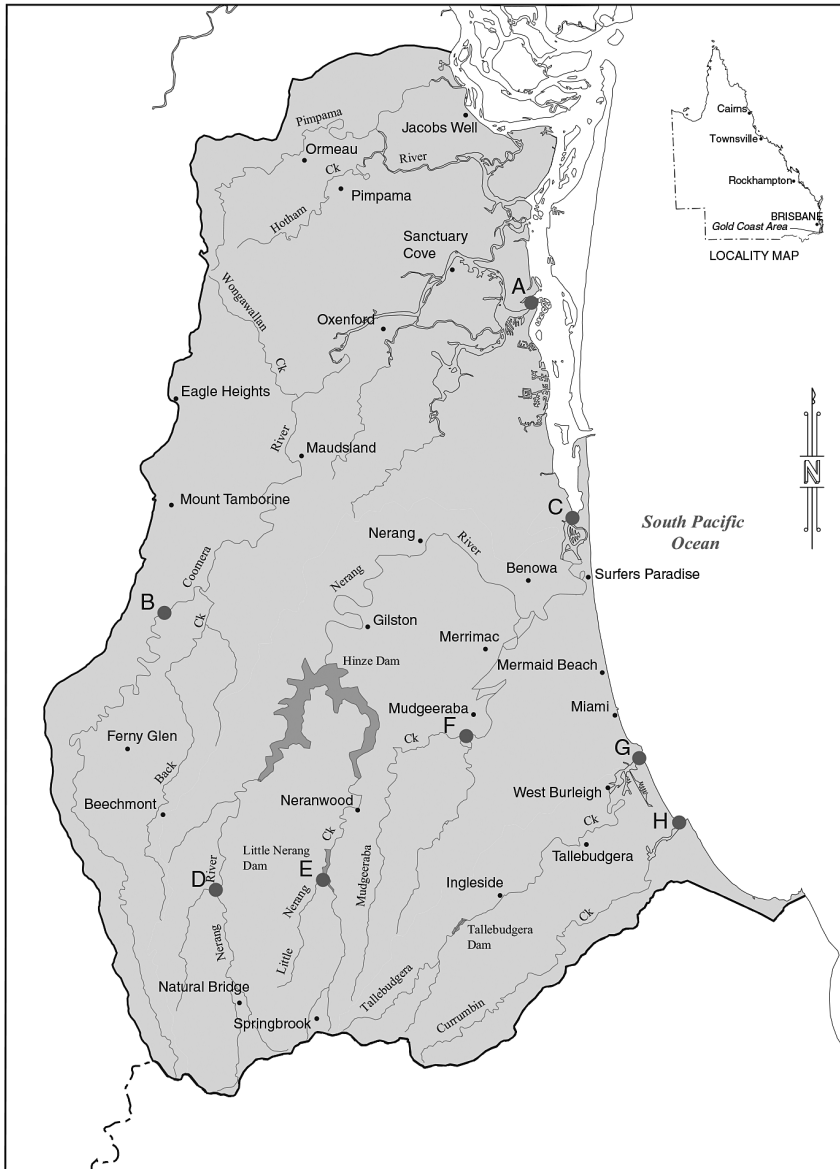 Cairns
Jacobs Well
Pimpama
Townsville
Ormeau
River
Ck
Rockhampton
Pimpama
Hotham
BRISBANE
Gold Coast Area
Sanctuary
Cove
LOCALITY MAP
A
Wongawallan
Oxenford
Ck
Eagle Heights
River
Maudsland
N
Mount Tamborine
C
South Pacific
Ocean
Nerang
River
Coomera
Nerang
Benowa
Surfers Paradise
B
Ck
Gilston
Merrimac
Hinze Dam
Mermaid Beach
Mudgeeraba
Miami
F
Ferny Glen
Ck
G
Back
West Burleigh
Beechmont
Neranwood
Ck
H
Ck
Little Nerang
Dam
Tallebudgera
River
D
E
Mudgeeraba
Ingleside
Nerang
Ck
Tallebudgera
Dam
Nerang
Little
Natural Bridge
Tallebudgera
Currumbin
Springbrook